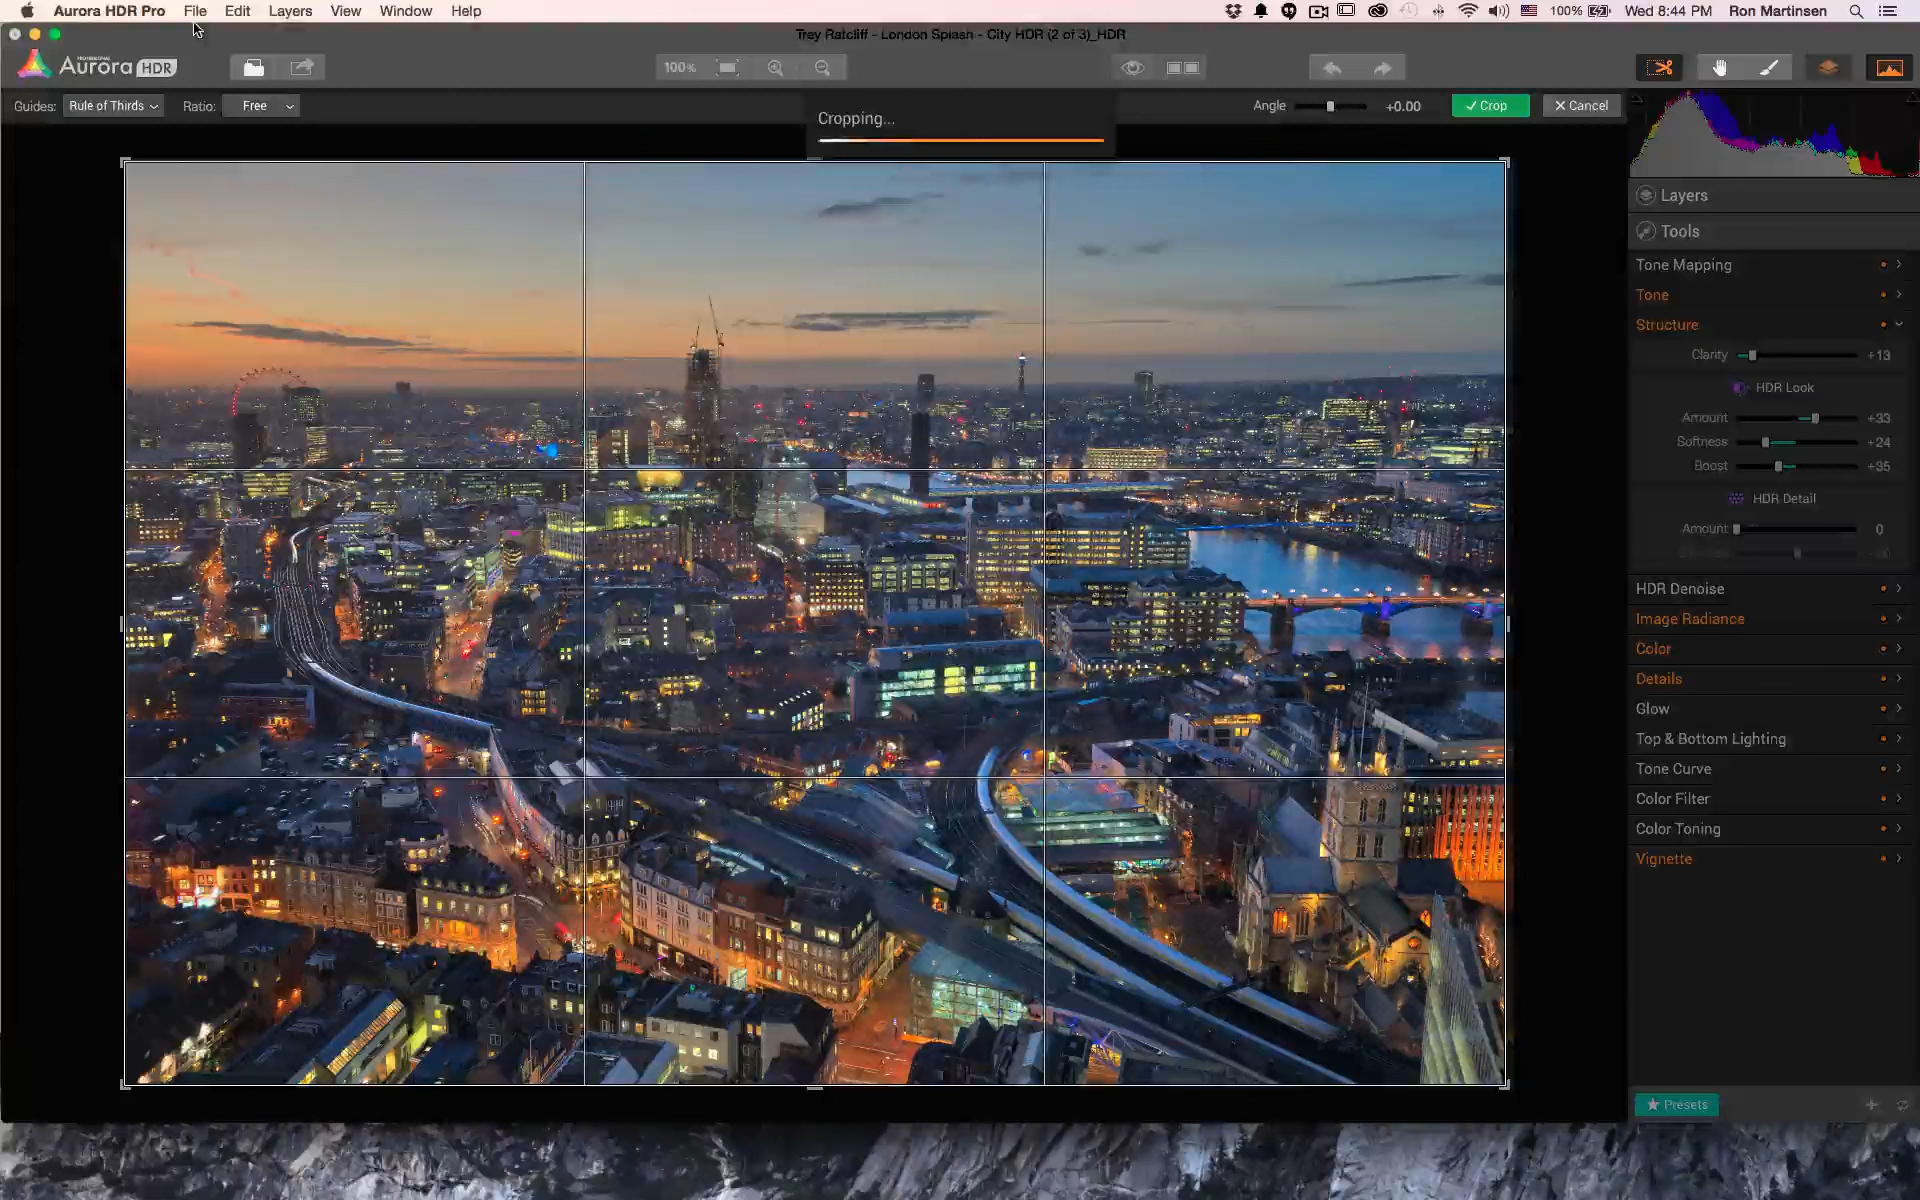 Aurora HDR Pro File Edit Layers View Window Help 100% Wed 8:44 PM Ron Martinsen
Trey Ratcliff - London Splash - City HDR (2 of 3)_HDR
PROFESSIONAL
Aurora HDR
100%
Guides: Rule of Thirds Ratio: Free Angle +0.00 Crop Cancel
Cropping...
Layers
Tools
Tone Mapping
Tone
Structure
Clarity +13
HDR Look
Amount +33
Softness +24
Boost +35
HDR Detail
Amount 0
HDR Denoise
Image Radiance
Color
Details
Glow
Top & Bottom Lighting
Tone Curve
Color Filter
Color Toning
Vignette
Presets